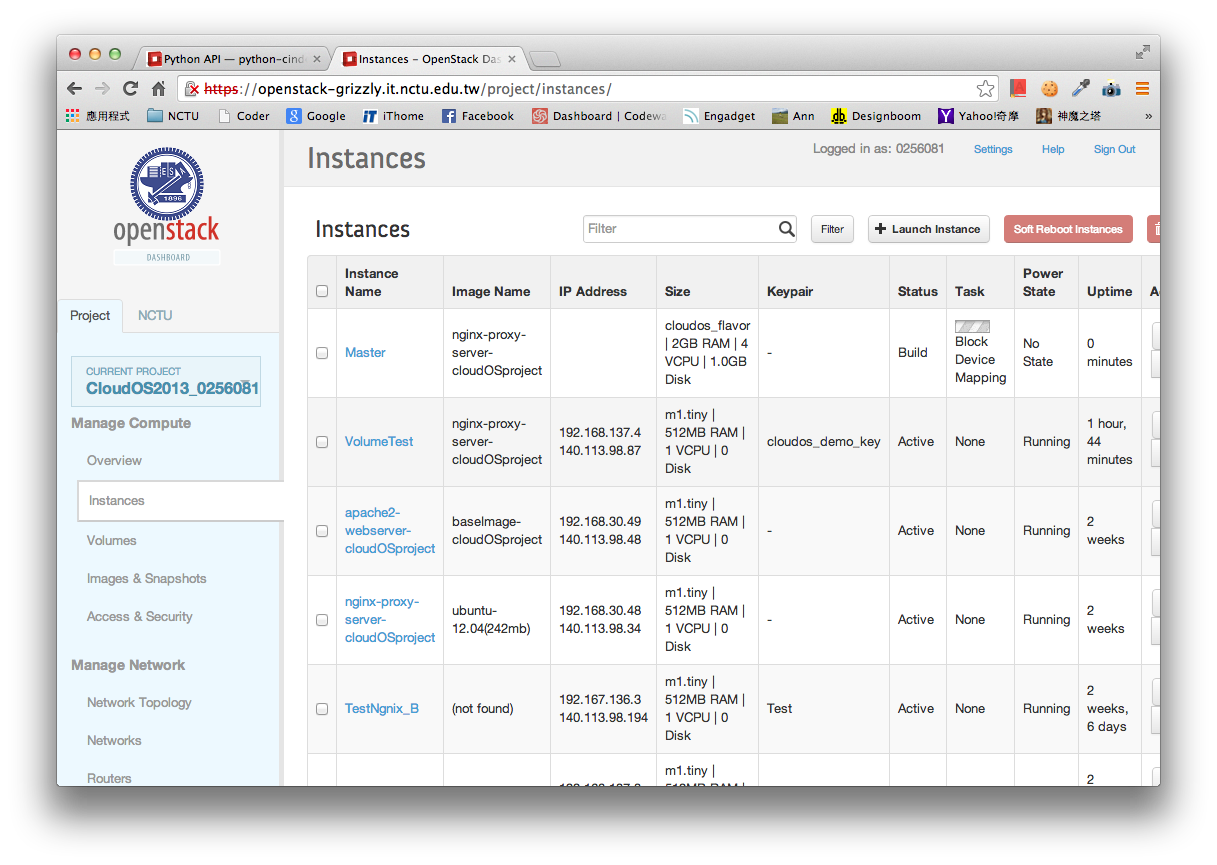 Python API — python-cind
Instances - OpenStack Das
https://openstack-grizzly.it.nctu.edu.tw/project/instances/
應用程式 NCTU Coder Google iThome Facebook Dashboard | Codewa Engadget Ann Designboom Yahoo!奇摩 神魔之塔 »
Instances
Logged in as: 0256081 Settings Help Sign Out
ES
1896
openstack
DASHBOARD
Project NCTU
CURRENT PROJECT
CloudOS2013_0256081
Manage Compute
Overview
Instances
Volumes
Images & Snapshots
Access & Security
Manage Network
Network Topology
Networks
Routers
Instances
Filter Filter + Launch Instance Soft Reboot Instances
Instance
Name
Image Name
IP Address
Size
Keypair
Status
Task
Power
State
Uptime
Master
nginx-proxy-
server-
cloudOSproject
cloudos_flavor
| 2GB RAM | 4
VCPU | 1.0GB
Disk
-
Build
Block
Device
Mapping
No
State
0
minutes
VolumeTest
nginx-proxy-
server-
cloudOSproject
192.168.137.4
140.113.98.87
m1.tiny |
512MB RAM |
1 VCPU | 0
Disk
cloudos_demo_key
Active
None
Running
1 hour,
44
minutes
apache2-
webserver-
cloudOSproject
baseImage-
cloudOSproject
192.168.30.49
140.113.98.48
m1.tiny |
512MB RAM |
1 VCPU | 0
Disk
-
Active
None
Running
2
weeks
nginx-proxy-
server-
cloudOSproject
ubuntu-
12.04(242mb)
192.168.30.48
140.113.98.34
m1.tiny |
512MB RAM |
1 VCPU | 0
Disk
-
Active
None
Running
2
weeks
TestNgnix_B
(not found)
192.167.136.3
140.113.98.194
m1.tiny |
512MB RAM |
1 VCPU | 0
Disk
Test
Active
None
Running
2
weeks,
6 days
m1.tiny |
512MB RAM |
2